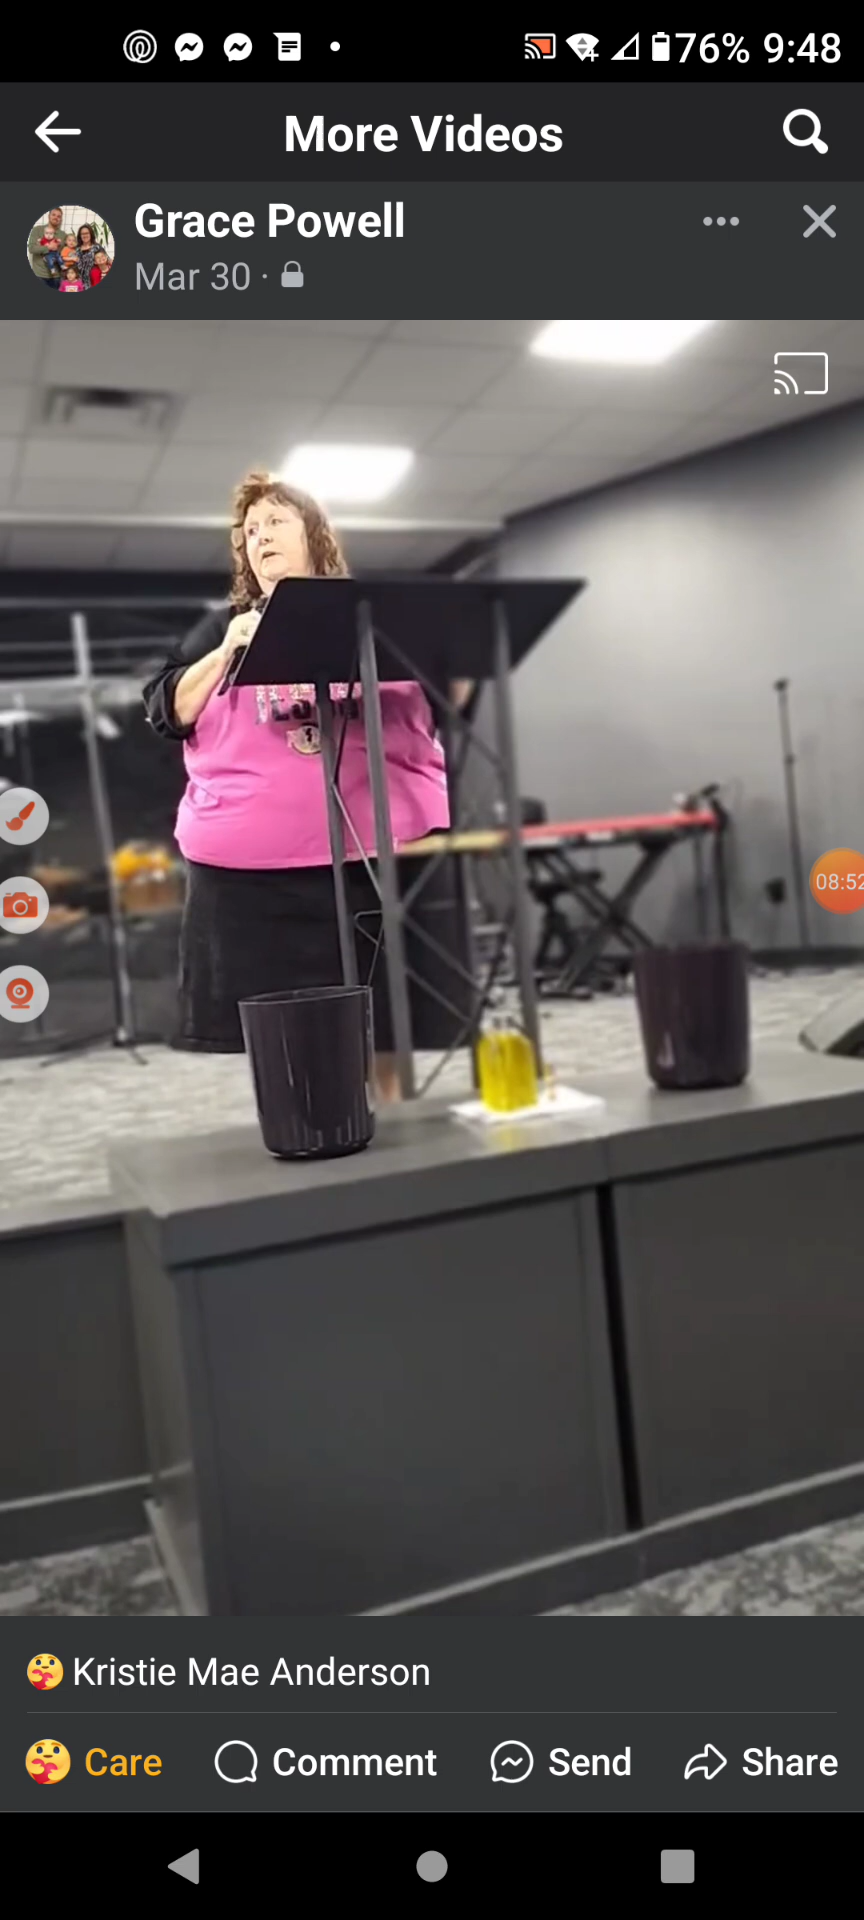 76% 9:48
More Videos
Grace Powell
Mar 30 ·
08:52
Kristie Mae Anderson
Care Comment Send Share